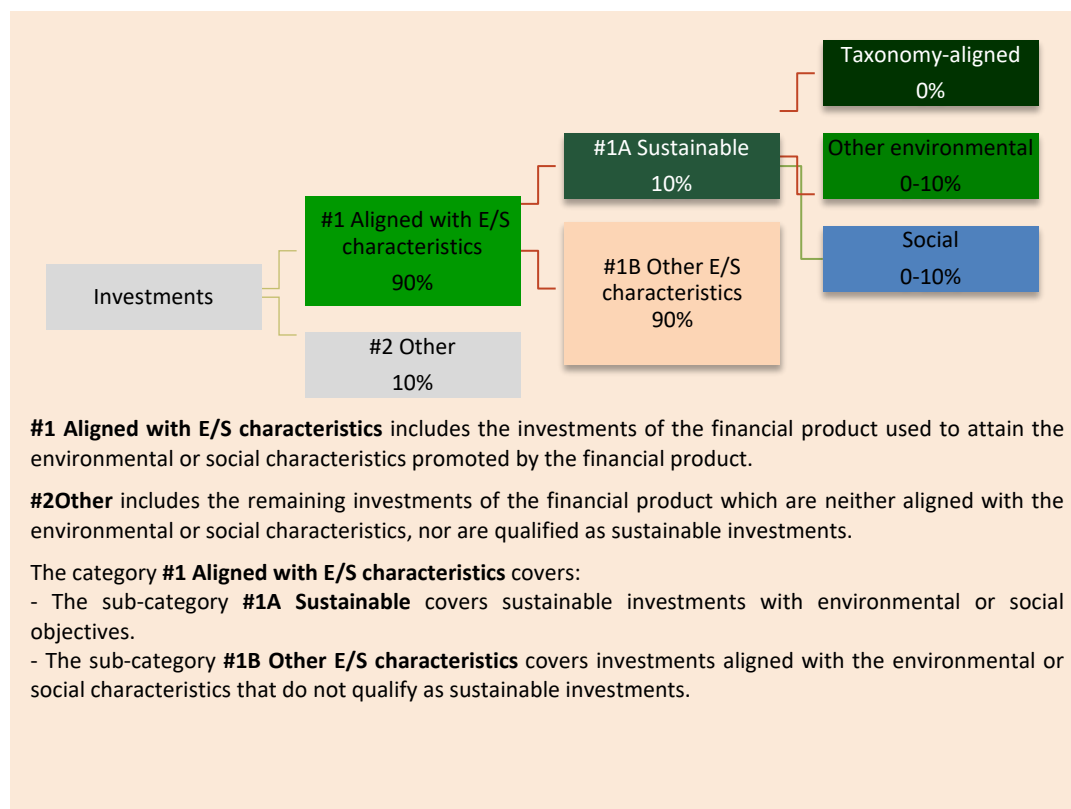 Investments
#1 Aligned with E/S
characteristics
90%
#2 Other
10%
#1A Sustainable
10%
#1B Other E/S
characteristics
90%
Taxonomy-aligned
0%
Other environmental
0-10%
Social
0-10%
#1 Aligned with E/S characteristics includes the investments of the financial product used to attain the
environmental or social characteristics promoted by the financial product.
#2Other includes the remaining investments of the financial product which are neither aligned with the
environmental or social characteristics, nor are qualified as sustainable investments.
The category #1 Aligned with E/S characteristics covers:
- The sub-category #1A Sustainable covers sustainable investments with environmental or social
objectives.
- The sub-category #1B Other E/S characteristics covers investments aligned with the environmental or
social characteristics that do not qualify as sustainable investments.